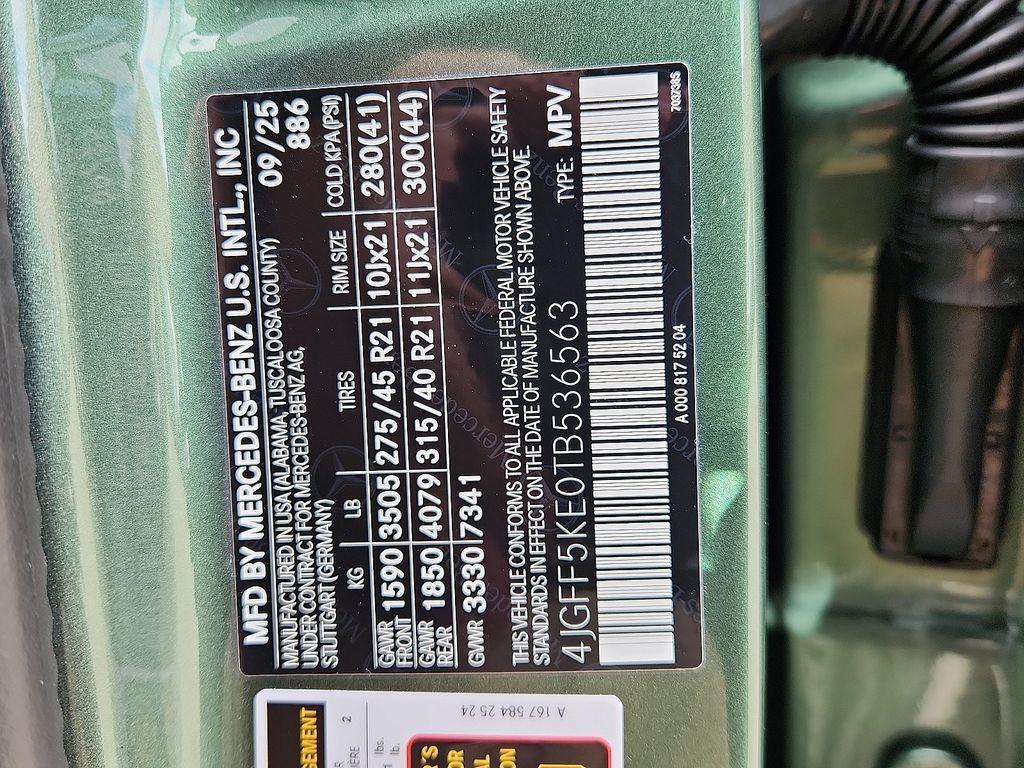 MFD BY MERCEDES-BENZ U.S. INTL., INC
MANUFACTURED IN USA (ALABAMA, TUSCALOOSA COUNTY) 09/25
UNDER CONTRACT FOR MERCEDES-BENZ AG, 886
STUTTGART (GERMANY)
KG LB TIRES RIM SIZE COLD KPA (PSI)
GAWR FRONT 1590 3505 275/45 R21 10Jx21 280(41)
GAWR REAR 1850 4079 315/40 R21 11Jx21 300(44)
GVWR 3330 7341
THIS VEHICLE CONFORMS TO ALL APPLICABLE FEDERAL MOTOR VEHICLE SAFETY
STANDARDS IN EFFECT ON THE DATE OF MANUFACTURE SHOWN ABOVE.
4JGFF5KE0TB536563 TYPE: MPV
A 000 817 52 04 703738S
A 167 584 25 24
2
lbs.
lb.